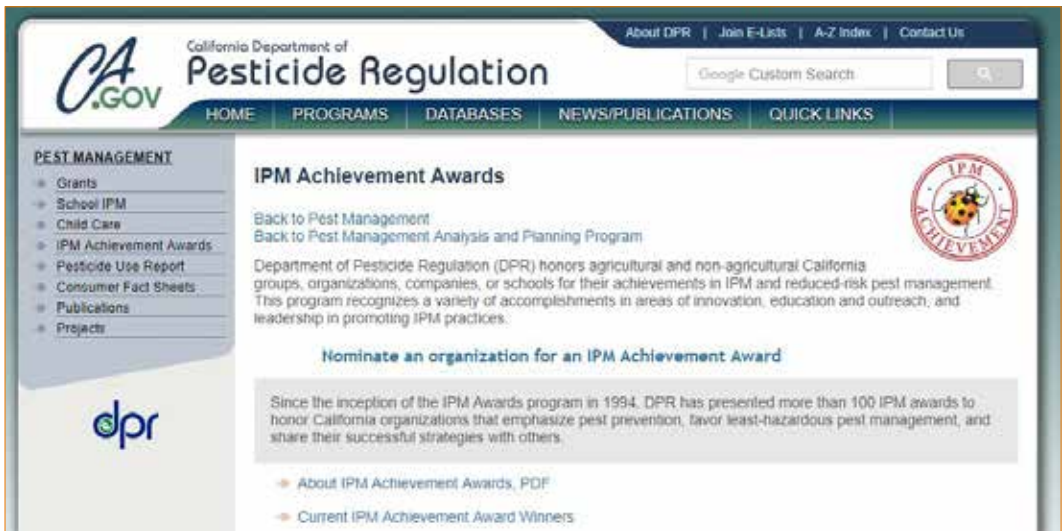 About DPR | Join E-Lists | A-Z Index | Contact Us
CA
.GOV
California Department of
Pesticide Regulation
Google Custom Search
HOME PROGRAMS DATABASES NEWS/PUBLICATIONS QUICK LINKS
PEST MANAGEMENT
Grants
School IPM
Child Care
IPM Achievement Awards
Pesticide Use Report
Consumer Fact Sheets
Publications
Projects
dpr
IPM Achievement Awards
IPM
ACHIEVEMENT
Back to Pest Management
Back to Pest Management Analysis and Planning Program
Department of Pesticide Regulation (DPR) honors agricultural and non-agricultural California
groups, organizations, companies, or schools for their achievements in IPM and reduced-risk pest management.
This program recognizes a variety of accomplishments in areas of innovation, education and outreach, and
leadership in promoting IPM practices.
Nominate an organization for an IPM Achievement Award
Since the inception of the IPM Awards program in 1994, DPR has presented more than 100 IPM awards to
honor California organizations that emphasize pest prevention, favor least-hazardous pest management, and
share their successful strategies with others.
About IPM Achievement Awards, PDF
Current IPM Achievement Award Winners